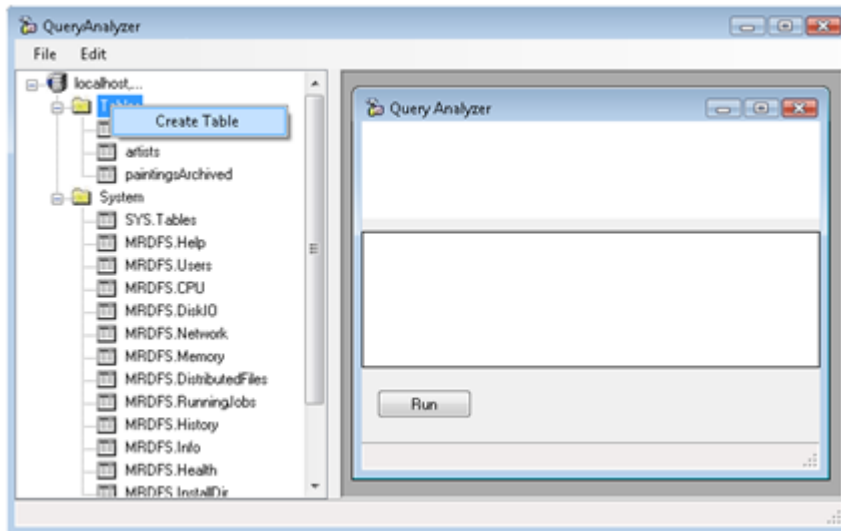 QueryAnalyzer
File Edit
localhost,...
Create Table
artists
paintingsArchived
System
SYS.Tables
MRDFS.Help
MRDFS.Users
MRDFS.CPU
MRDFS.DiskIO
MRDFS.Network
MRDFS.Memory
MRDFS.DistributedFiles
MRDFS.RunningJobs
MRDFS.History
MRDFS.Info
MRDFS.Health
MRDFS.InstallDir
Query Analyzer
Run